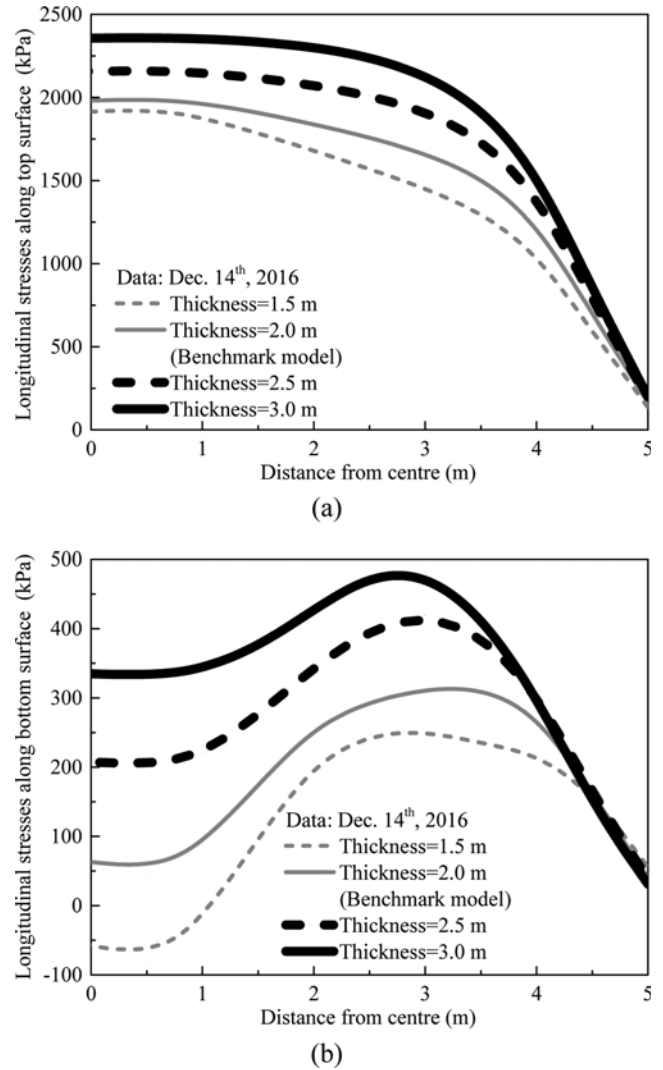 2500
2000
1500
1000
500
0
Longitudinal stresses along top surface (kPa)
Data: Dec. 14th, 2016
Thickness=1.5 m
Thickness=2.0 m
(Benchmark model)
Thickness=2.5 m
Thickness=3.0 m
0 1 2 3 4 5
Distance from centre (m)
(a)
500
400
300
200
100
0
-100
Longitudinal stresses along bottom surface (kPa)
Data: Dec. 14th, 2016
Thickness=1.5 m
Thickness=2.0 m
(Benchmark model)
Thickness=2.5 m
Thickness=3.0 m
0 1 2 3 4 5
Distance from centre (m)
(b)